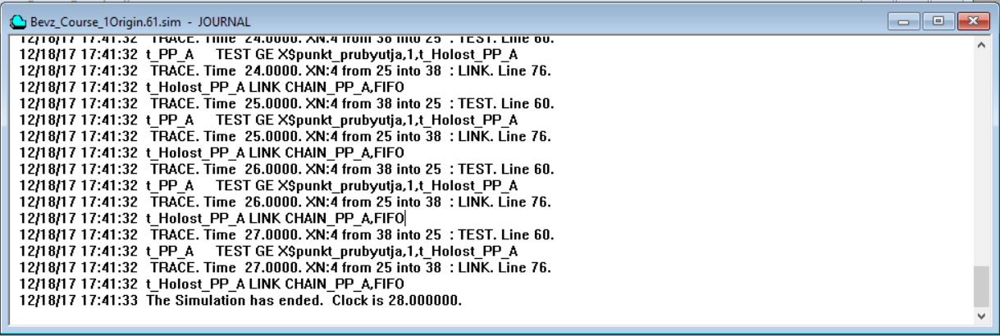 Bevz_Course_1Origin.61.sim - JOURNAL
12/18/17 17:41:32 TRACE. Time 24.0000. XN:4 from 38 into 25 : TEST. Line 60.
12/18/17 17:41:32 t_PP_A TEST GE X$punkt_prubyutja,1,t_Holost_PP_A
12/18/17 17:41:32 TRACE. Time 24.0000. XN:4 from 25 into 38 : LINK. Line 76.
12/18/17 17:41:32 t_Holost_PP_A LINK CHAIN_PP_A,FIFO
12/18/17 17:41:32 TRACE. Time 25.0000. XN:4 from 38 into 25 : TEST. Line 60.
12/18/17 17:41:32 t_PP_A TEST GE X$punkt_prubyutja,1,t_Holost_PP_A
12/18/17 17:41:32 TRACE. Time 25.0000. XN:4 from 25 into 38 : LINK. Line 76.
12/18/17 17:41:32 t_Holost_PP_A LINK CHAIN_PP_A,FIFO
12/18/17 17:41:32 TRACE. Time 26.0000. XN:4 from 38 into 25 : TEST. Line 60.
12/18/17 17:41:32 t_PP_A TEST GE X$punkt_prubyutja,1,t_Holost_PP_A
12/18/17 17:41:32 TRACE. Time 26.0000. XN:4 from 25 into 38 : LINK. Line 76.
12/18/17 17:41:32 t_Holost_PP_A LINK CHAIN_PP_A,FIFO
12/18/17 17:41:32 TRACE. Time 27.0000. XN:4 from 38 into 25 : TEST. Line 60.
12/18/17 17:41:32 t_PP_A TEST GE X$punkt_prubyutja,1,t_Holost_PP_A
12/18/17 17:41:32 TRACE. Time 27.0000. XN:4 from 25 into 38 : LINK. Line 76.
12/18/17 17:41:32 t_Holost_PP_A LINK CHAIN_PP_A,FIFO
12/18/17 17:41:33 The Simulation has ended. Clock is 28.000000.